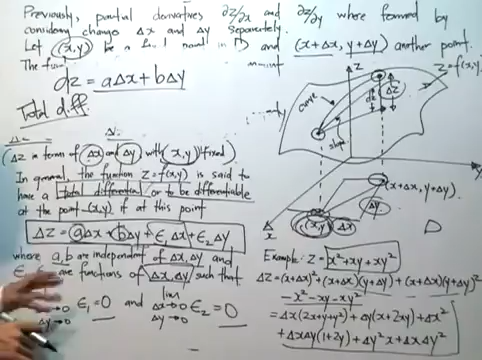 Previously, partial derivatives ∂z/∂x and ∂z/∂y where formed by
considering changes Δx and Δy separately.
Let (x,y) be a fixed point in D and (x+Δx, y+Δy) another point.
The
dz = aΔx + bΔy
Total diff
(Δz in terms of Δx and Δy with (x,y) fixed)
In general, the function z=f(x,y) is said to
have a total differential or to be differentiable
at the point (x,y) if at this point
Δz = aΔx + bΔy + ε₁Δx + ε₂Δy
where a,b are independent of Δx, Δy and
are functions of Δx, Δy such that
Δx→0
Δy→0
ε₁ = 0 and
lim
Δx→0
Δy→0
ε₂ = 0
z
z=f(x,y)
curve
dz
Δz
slope
y
(x+Δx, y+Δy)
Δy
(x,y)
Δx
x
D
Example: z = x²+xy+xy²
Δz = (x+Δx)² + (x+Δx)(y+Δy) + (x+Δx)(y+Δy)²
-x²-xy-xy²
= Δx(2x+y+y²) + Δy(x+2xy) + Δx²
+ ΔxΔy(1+2y) + Δy²x + ΔxΔy²